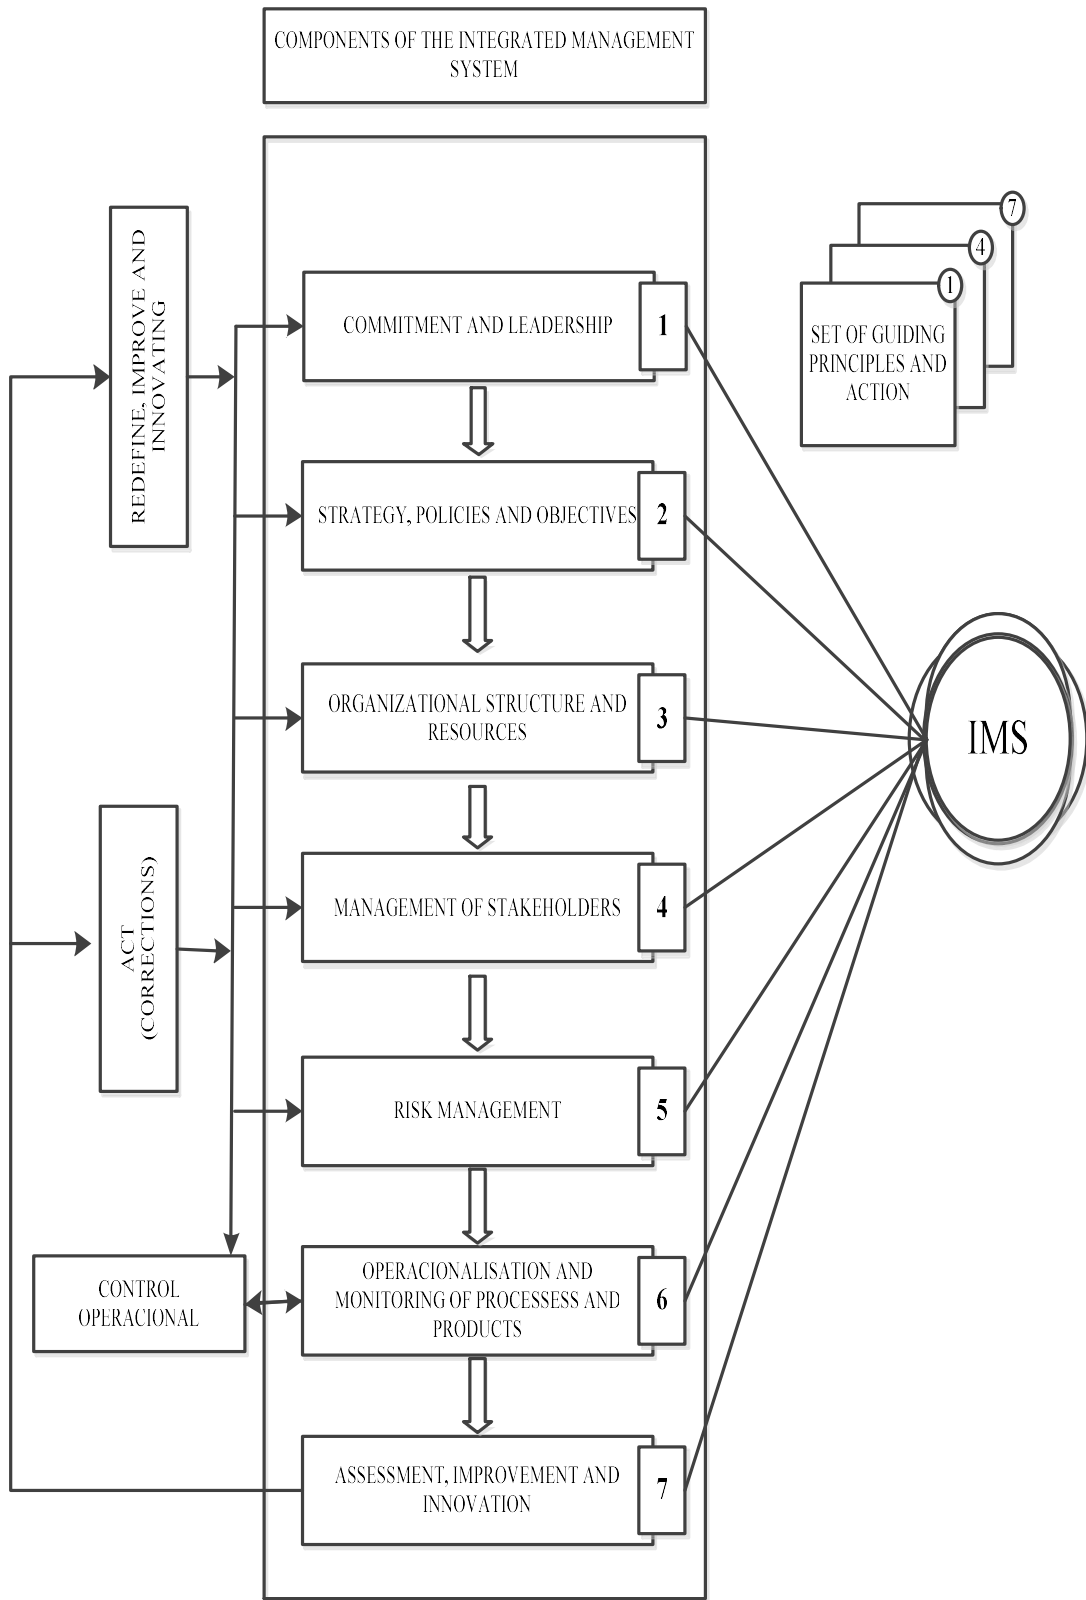 COMPONENTS OF THE INTEGRATED MANAGEMENT
SYSTEM
REDEFINE, IMPROVE AND
INNOVATING
7
4
1
SET OF GUIDING
PRINCIPLES AND
ACTION
COMMITMENT AND LEADERSHIP
1
STRATEGY, POLICIES AND OBJECTIVES
2
ORGANIZATIONAL STRUCTURE AND
RESOURCES
3
IMS
ACT
(CORRECTIONS)
MANAGEMENT OF STAKEHOLDERS
4
RISK MANAGEMENT
5
CONTROL
OPERACIONAL
OPERACIONALISATION AND
MONITORING OF PROCESSESS AND
PRODUCTS
6
ASSESSMENT, IMPROVEMENT AND
INNOVATION
7